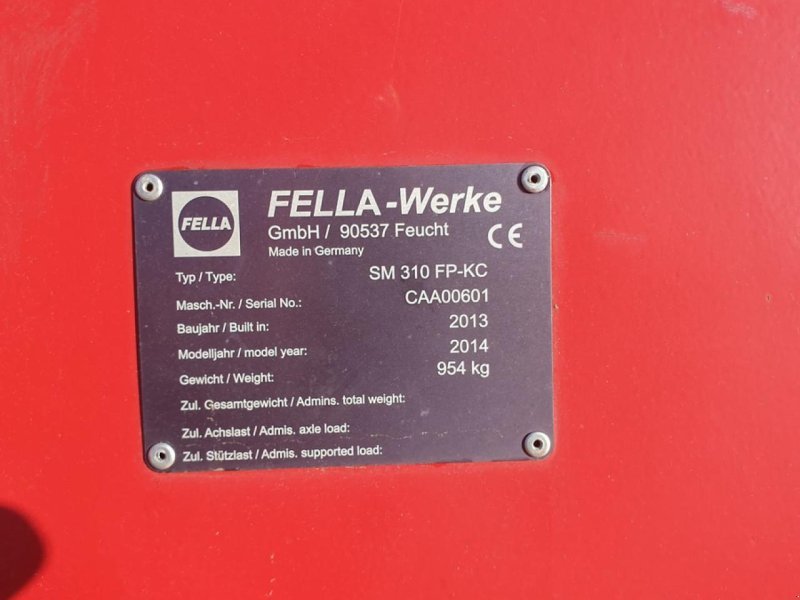 FELLA
FELLA-Werke
GmbH / 90537 Feucht
CE
Made in Germany
Typ / Type: SM 310 FP-KC
Masch.-Nr. / Serial No.: CAA00601
Baujahr / Built in: 2013
Modelljahr / model year: 2014
Gewicht / Weight: 954 kg
Zul. Gesamtgewicht / Admins. total weight:
Zul. Achslast / Admis. axle load:
Zul. Stützlast / Admis. supported load: